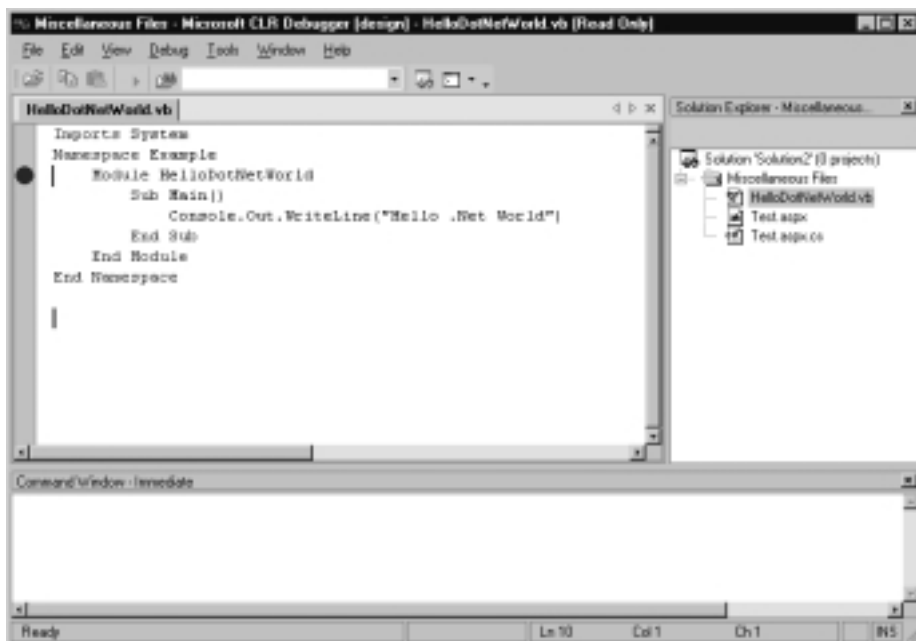 Miscellaneous Files - Microsoft CLR Debugger [design] - HelloDotNetWorld.vb [Read Only]
File Edit View Debug Tools Window Help
HelloDotNetWorld.vb
Imports System
Namespace Example
Module HelloDotNetWorld
Sub Main()
Console.Out.WriteLine("Hello .Net World")
End Sub
End Module
End Namespace
Solution Explorer - Miscellaneous...
Solution 'Solution2' (0 projects)
Miscellaneous Files
HelloDotNetWorld.vb
Test.aspx
Test.aspx.cs
Command Window - Immediate
Ready Ln 10 Col 1 Ch 1 INS